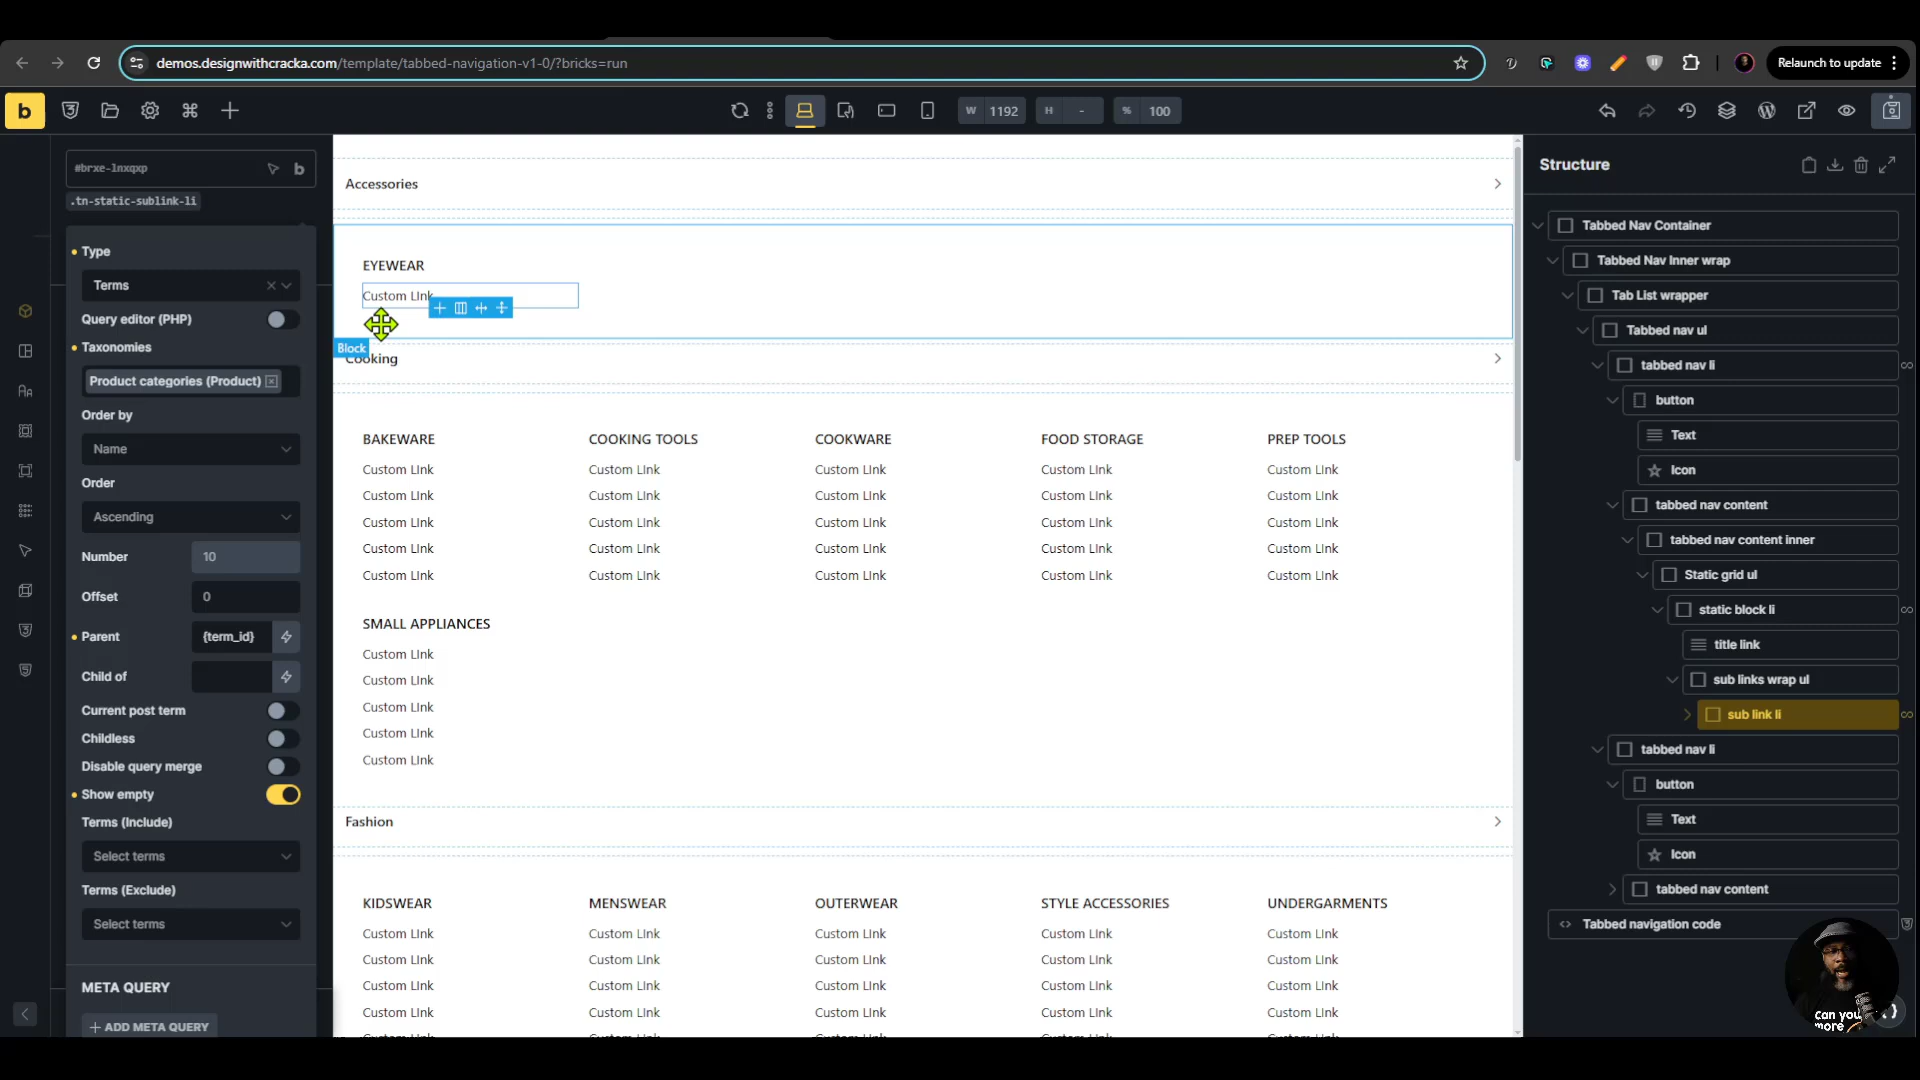 demos.designwithcracka.com/template/tabbed-navigation-v1-0/?bricks=run
Relaunch to update
b
W 1192
H -
% 100
#brxe-lnxqxp
b
.tn-static-sublink-li
Type
Terms
Query editor (PHP)
Taxonomies
Product categories (Product)
Order by
Name
Order
Ascending
Number 10
Offset 0
Parent {term_id}
Child of
Current post term
Childless
Disable query merge
Show empty
Terms (Include)
Select terms
Terms (Exclude)
Select terms
META QUERY
+ ADD META QUERY
Accessories
EYEWEAR
Custom LInk
Block
Cooking
BAKEWARE COOKING TOOLS COOKWARE FOOD STORAGE PREP TOOLS
Custom LInk Custom LInk Custom LInk Custom LInk Custom LInk
Custom LInk Custom LInk Custom LInk Custom LInk Custom LInk
Custom LInk Custom LInk Custom LInk Custom LInk Custom LInk
Custom LInk Custom LInk Custom LInk Custom LInk Custom LInk
Custom LInk Custom LInk Custom LInk Custom LInk Custom LInk
SMALL APPLIANCES
Custom LInk
Custom LInk
Custom LInk
Custom LInk
Custom LInk
Fashion
KIDSWEAR MENSWEAR OUTERWEAR STYLE ACCESSORIES UNDERGARMENTS
Custom LInk Custom LInk Custom LInk Custom LInk Custom LInk
Custom LInk Custom LInk Custom LInk Custom LInk Custom LInk
Custom LInk Custom LInk Custom LInk Custom LInk Custom LInk
Custom LInk Custom LInk Custom LInk Custom LInk Custom LInk
Structure
Tabbed Nav Container
Tabbed Nav Inner wrap
Tab List wrapper
Tabbed nav ul
tabbed nav li
button
Text
Icon
tabbed nav content
tabbed nav content inner
Static grid ul
static block li
title link
sub links wrap ul
sub link li
tabbed nav li
button
Text
Icon
tabbed nav content
Tabbed navigation code
can you
more